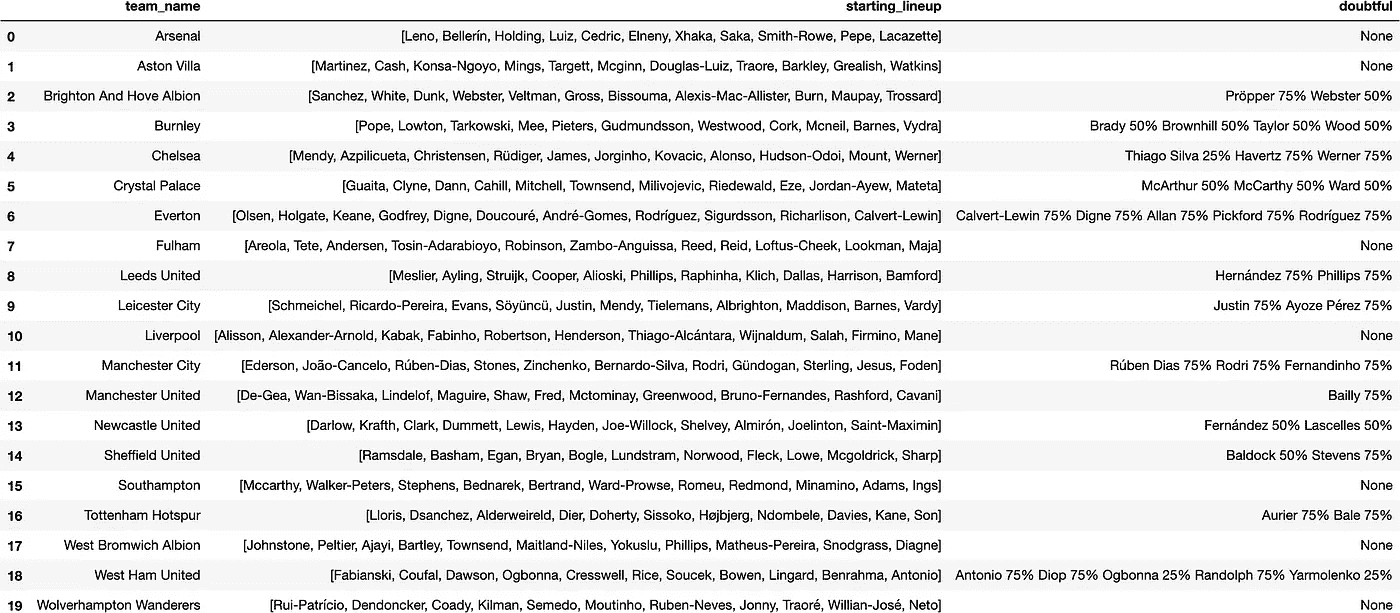 team_name starting_lineup doubtful
0 Arsenal [Leno, Bellerín, Holding, Luiz, Cedric, Elneny, Xhaka, Saka, Smith-Rowe, Pepe, Lacazette] None
1 Aston Villa [Martinez, Cash, Konsa-Ngoyo, Mings, Targett, Mcginn, Douglas-Luiz, Traore, Barkley, Grealish, Watkins] None
2 Brighton And Hove Albion [Sanchez, White, Dunk, Webster, Veltman, Gross, Bissouma, Alexis-Mac-Allister, Burn, Maupay, Trossard] Pröpper 75% Webster 50%
3 Burnley [Pope, Lowton, Tarkowski, Mee, Pieters, Gudmundsson, Westwood, Cork, Mcneil, Barnes, Vydra] Brady 50% Brownhill 50% Taylor 50% Wood 50%
4 Chelsea [Mendy, Azpilicueta, Christensen, Rüdiger, James, Jorginho, Kovacic, Alonso, Hudson-Odoi, Mount, Werner] Thiago Silva 25% Havertz 75% Werner 75%
5 Crystal Palace [Guaita, Clyne, Dann, Cahill, Mitchell, Townsend, Milivojevic, Riedewald, Eze, Jordan-Ayew, Mateta] McArthur 50% McCarthy 50% Ward 50%
6 Everton [Olsen, Holgate, Keane, Godfrey, Digne, Doucouré, André-Gomes, Rodríguez, Sigurdsson, Richarlison, Calvert-Lewin] Calvert-Lewin 75% Digne 75% Allan 75% Pickford 75% Rodríguez 75%
7 Fulham [Areola, Tete, Andersen, Tosin-Adarabioyo, Robinson, Zambo-Anguissa, Reed, Reid, Loftus-Cheek, Lookman, Maja] None
8 Leeds United [Meslier, Ayling, Struijk, Cooper, Alioski, Phillips, Raphinha, Klich, Dallas, Harrison, Bamford] Hernández 75% Phillips 75%
9 Leicester City [Schmeichel, Ricardo-Pereira, Evans, Söyüncü, Justin, Mendy, Tielemans, Albrighton, Maddison, Barnes, Vardy] Justin 75% Ayoze Pérez 75%
10 Liverpool [Alisson, Alexander-Arnold, Kabak, Fabinho, Robertson, Henderson, Thiago-Alcántara, Wijnaldum, Salah, Firmino, Mane] None
11 Manchester City [Ederson, João-Cancelo, Rúben-Dias, Stones, Zinchenko, Bernardo-Silva, Rodri, Gündogan, Sterling, Jesus, Foden] Rúben Dias 75% Rodri 75% Fernandinho 75%
12 Manchester United [De-Gea, Wan-Bissaka, Lindelof, Maguire, Shaw, Fred, Mctominay, Greenwood, Bruno-Fernandes, Rashford, Cavani] Bailly 75%
13 Newcastle United [Darlow, Krafth, Clark, Dummett, Lewis, Hayden, Joe-Willock, Shelvey, Almirón, Joelinton, Saint-Maximin] Fernández 50% Lascelles 50%
14 Sheffield United [Ramsdale, Basham, Egan, Bryan, Bogle, Lundstram, Norwood, Fleck, Lowe, Mcgoldrick, Sharp] Baldock 50% Stevens 75%
15 Southampton [Mccarthy, Walker-Peters, Stephens, Bednarek, Bertrand, Ward-Prowse, Romeu, Redmond, Minamino, Adams, Ings] None
16 Tottenham Hotspur [Lloris, Dsanchez, Alderweireld, Dier, Doherty, Sissoko, Højbjerg, Ndombele, Davies, Kane, Son] Aurier 75% Bale 75%
17 West Bromwich Albion [Johnstone, Peltier, Ajayi, Bartley, Townsend, Maitland-Niles, Yokuslu, Phillips, Matheus-Pereira, Snodgrass, Diagne] None
18 West Ham United [Fabianski, Coufal, Dawson, Ogbonna, Cresswell, Rice, Soucek, Bowen, Lingard, Benrahma, Antonio] Antonio 75% Diop 75% Ogbonna 25% Randolph 75% Yarmolenko 25%
19 Wolverhampton Wanderers [Rui-Patrício, Dendoncker, Coady, Kilman, Semedo, Moutinho, Ruben-Neves, Jonny, Traoré, Willian-José, Neto] None